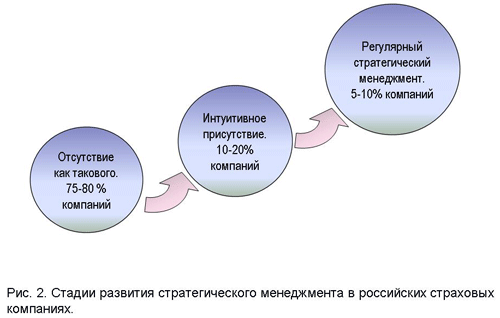 Отсутствие
как такового.
75-80 %
компаний
Интуитивное
присутствие.
10-20%
компаний
Регулярный
стратегический
менеджмент.
5-10% компаний
Рис. 2. Стадии развития стратегического менеджмента в российских страховых
компаниях.